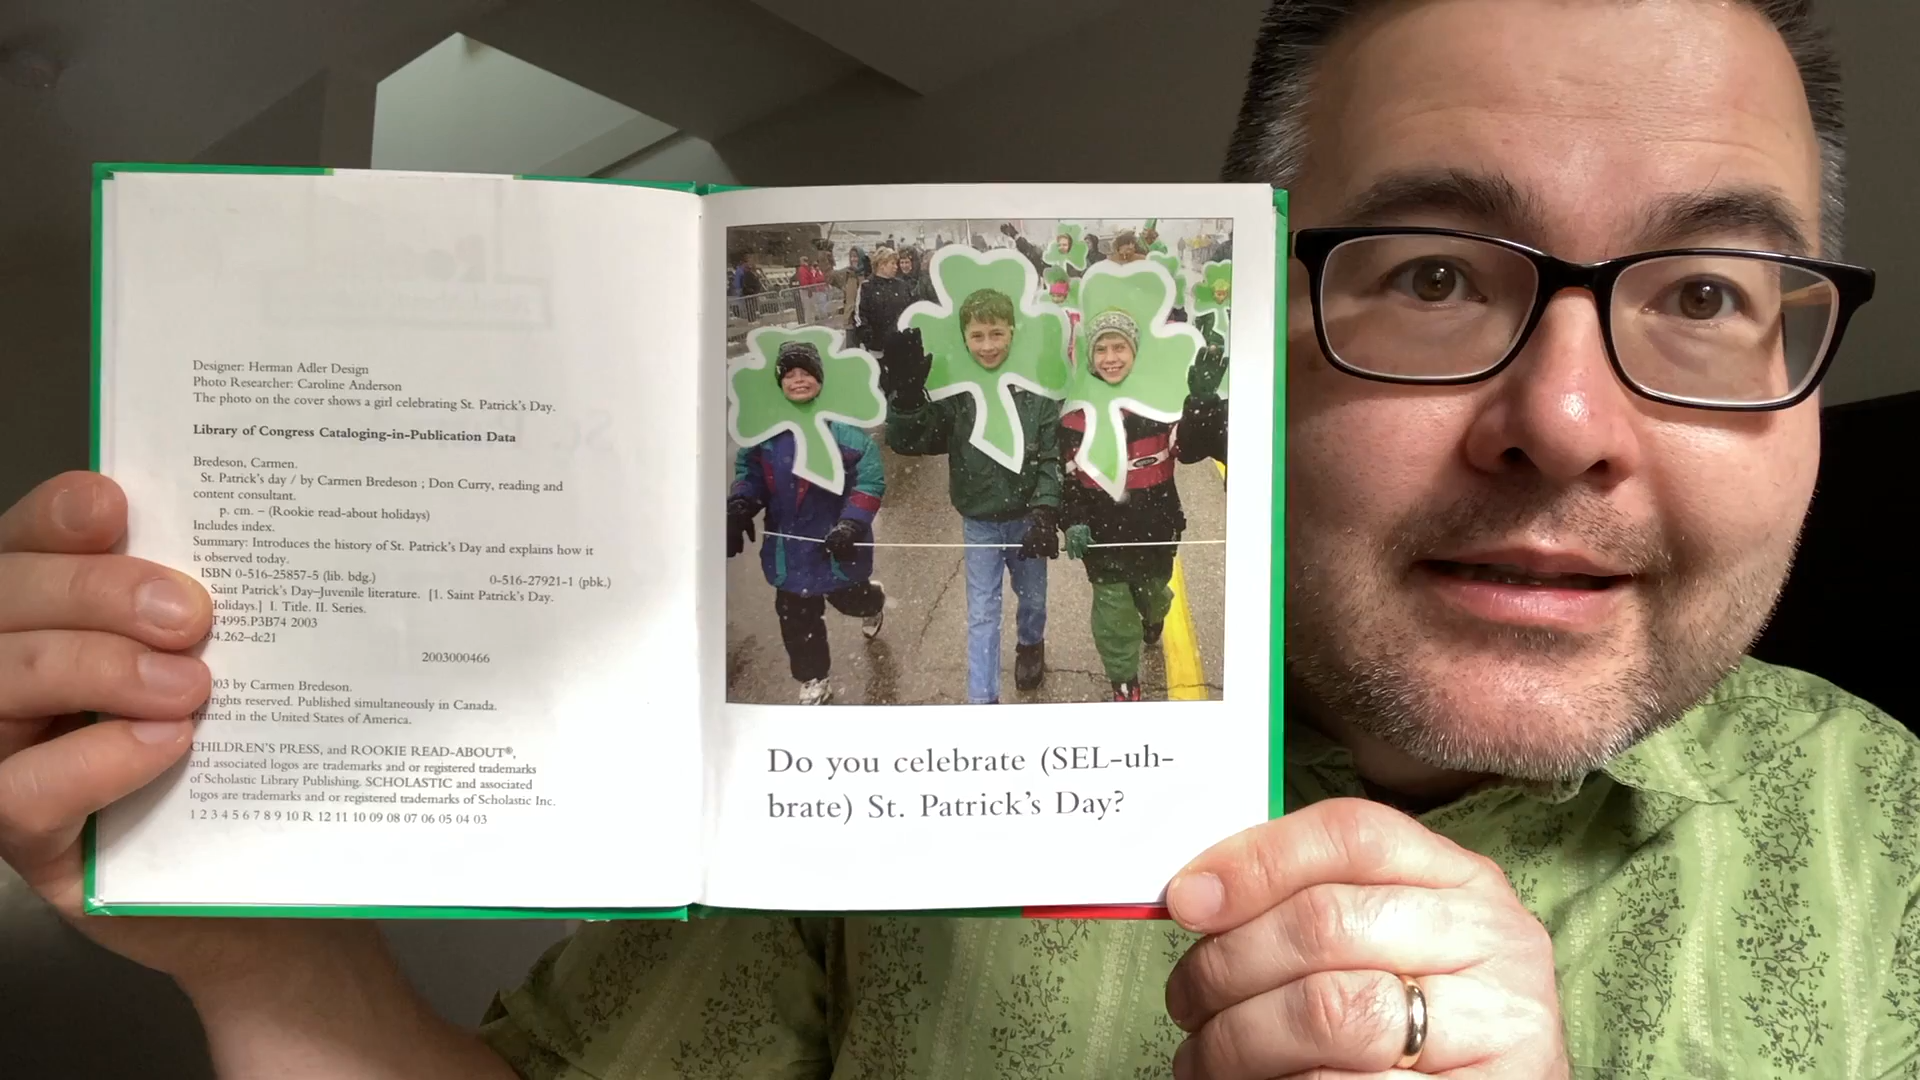 Designer: Herman Adler Design
Photo Researcher: Caroline Anderson
The photo on the cover shows a girl celebrating St. Patrick's Day.
Library of Congress Cataloging-in-Publication Data
Bredeson, Carmen.
St. Patrick's day / by Carmen Bredeson ; Don Curry, reading and
content consultant.
p. cm. – (Rookie read-about holidays)
Includes index.
Summary: Introduces the history of St. Patrick's Day and explains how it
is observed today.
ISBN 0-516-25857-5 (lib. bdg.) 0-516-27921-1 (pbk.)
Saint Patrick's Day–Juvenile literature. [1. Saint Patrick's Day.
Holidays.] I. Title. II. Series.
T4995.P3B74 2003
94.262–dc21
2003000466
03 by Carmen Bredeson.
rights reserved. Published simultaneously in Canada.
Printed in the United States of America.
CHILDREN'S PRESS, and ROOKIE READ-ABOUT®,
and associated logos are trademarks and or registered trademarks
of Scholastic Library Publishing. SCHOLASTIC and associated
logos are trademarks and or registered trademarks of Scholastic Inc.
1 2 3 4 5 6 7 8 9 10 R 12 11 10 09 08 07 06 05 04 03
Do you celebrate (SEL-uh-
brate) St. Patrick's Day?